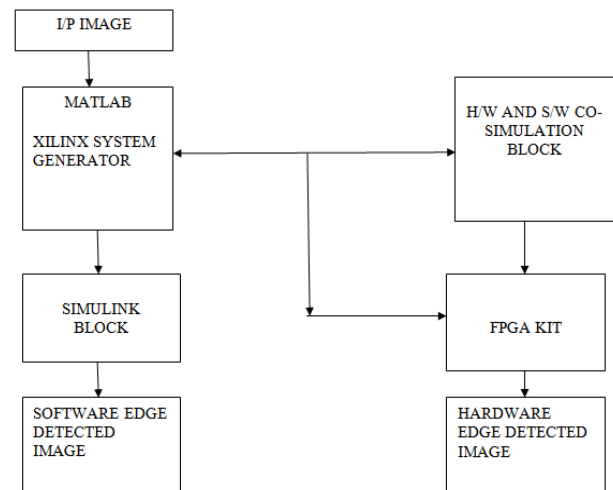 I/P IMAGE
MATLAB
XILINX SYSTEM
GENERATOR
H/W AND S/W CO-
SIMULATION
BLOCK
SIMULINK
BLOCK
FPGA KIT
SOFTWARE EDGE
DETECTED
IMAGE
HARDWARE
EDGE DETECTED
IMAGE